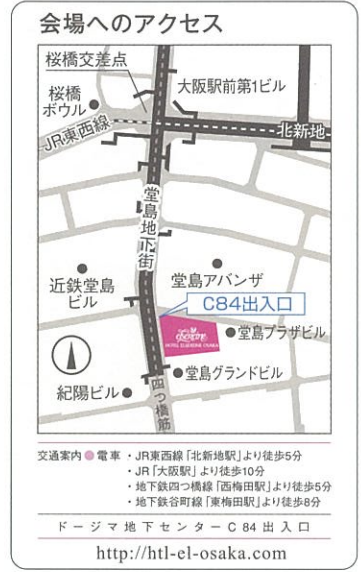 会場へのアクセス
桜橋交差点
大阪駅前第1ビル
桜橋
ボウル
JR東西線
北新地
堂島地下街
近鉄堂島
ビル
堂島アバンザ
C84出入口
堂島プラザビル
堂島グランドビル
紀陽ビル
四つ橋筋
交通案内●電車 ・JR東西線「北新地駅」より徒歩5分
・JR「大阪駅」より徒歩10分
・地下鉄四つ橋線「西梅田駅」より徒歩5分
・地下鉄谷町線「東梅田駅」より徒歩8分
ドージマ地下センターC84出入口
http://htl-el-osaka.com